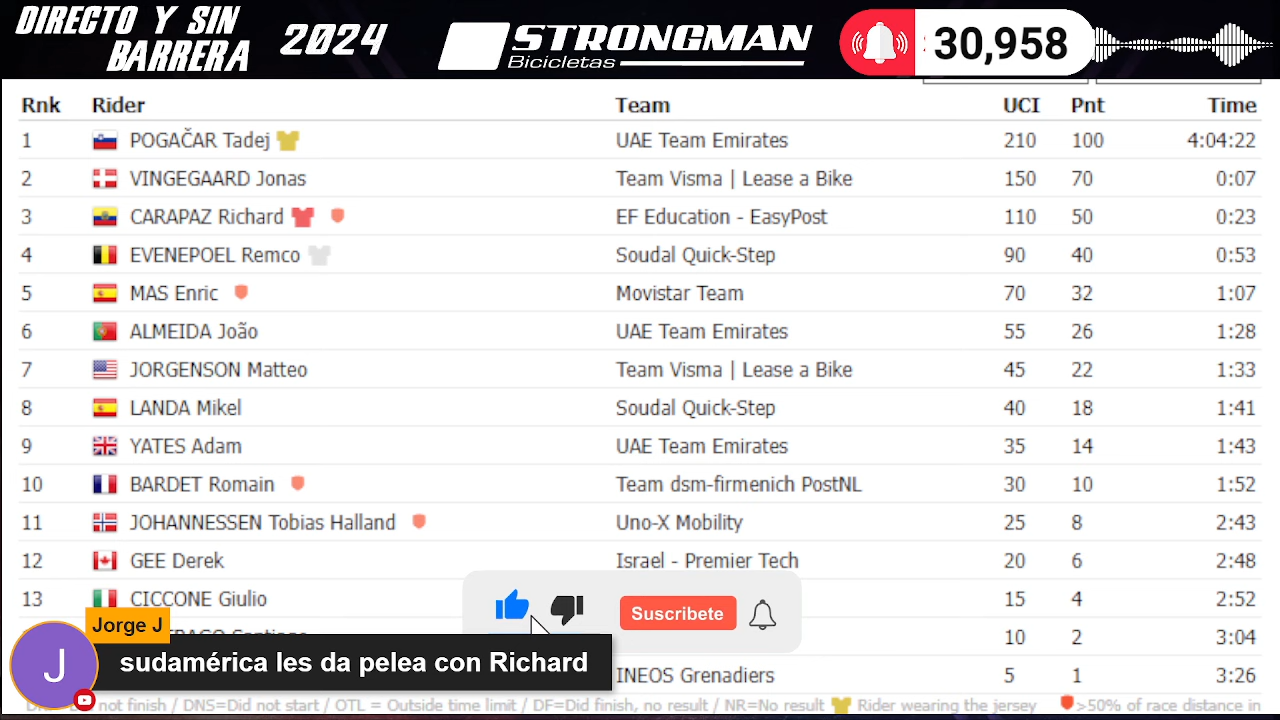 DIRECTO Y SIN
BARRERA
2024
STRONGMAN
Bicicletas
30,958
Rnk Rider Team UCI Pnt Time
1 POGAČAR Tadej UAE Team Emirates 210 100 4:04:22
2 VINGEGAARD Jonas Team Visma | Lease a Bike 150 70 0:07
3 CARAPAZ Richard EF Education - EasyPost 110 50 0:23
4 EVENEPOEL Remco Soudal Quick-Step 90 40 0:53
5 MAS Enric Movistar Team 70 32 1:07
6 ALMEIDA João UAE Team Emirates 55 26 1:28
7 JORGENSON Matteo Team Visma | Lease a Bike 45 22 1:33
8 LANDA Mikel Soudal Quick-Step 40 18 1:41
9 YATES Adam UAE Team Emirates 35 14 1:43
10 BARDET Romain Team dsm-firmenich PostNL 30 10 1:52
11 JOHANNESSEN Tobias Halland Uno-X Mobility 25 8 2:43
12 GEE Derek Israel - Premier Tech 20 6 2:48
13 CICCONE Giulio 15 4 2:52
10 2 3:04
INEOS Grenadiers 5 1 3:26
Suscribete
Jorge J
J
sudamérica les da pelea con Richard
not finish / DNS=Did not start / OTL = Outside time limit / DF=Did finish, no result / NR=No result Rider wearing the jersey >50% of race distance in